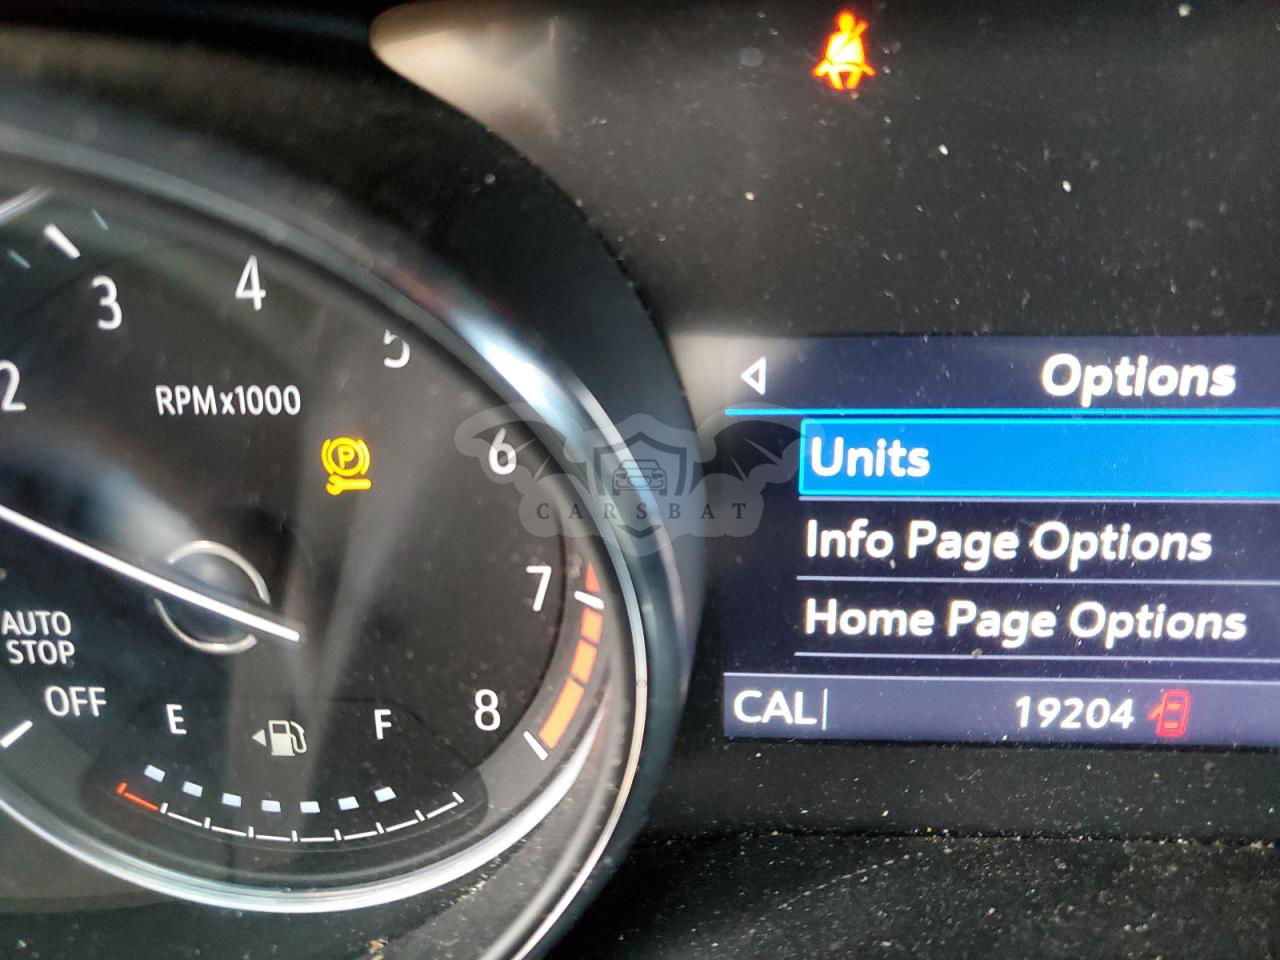 2
3
4
5
6
7
8
RPMx1000
P
AUTO
STOP
OFF
E
F
Options
Units
Info Page Options
Home Page Options
CAL
19204
CARSBAT